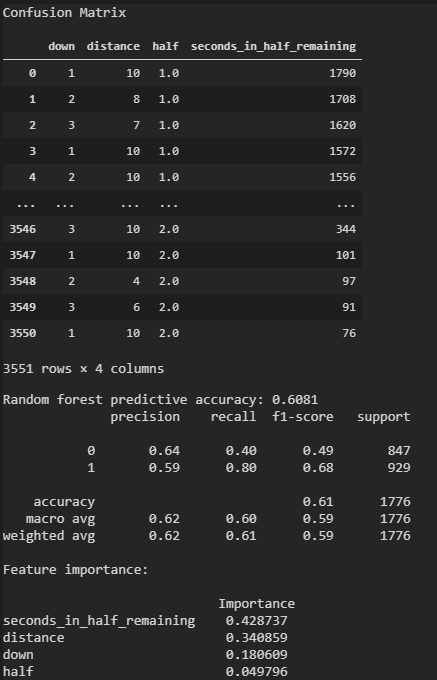 Confusion Matrix
down distance half seconds_in_half_remaining
0 1 10 1.0 1790
1 2 8 1.0 1708
2 3 7 1.0 1620
3 1 10 1.0 1572
4 2 10 1.0 1556
... ... ... ... ...
3546 3 10 2.0 344
3547 1 10 2.0 101
3548 2 4 2.0 97
3549 3 6 2.0 91
3550 1 10 2.0 76
3551 rows × 4 columns
Random forest predictive accuracy: 0.6081
precision recall f1-score support
0 0.64 0.40 0.49 847
1 0.59 0.80 0.68 929
accuracy 0.61 1776
macro avg 0.62 0.60 0.59 1776
weighted avg 0.62 0.61 0.59 1776
Feature importance:
Importance
seconds_in_half_remaining 0.428737
distance 0.340859
down 0.180609
half 0.049796